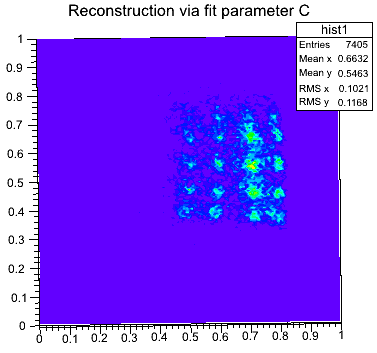 Reconstruction via fit parameter C
hist1
Entries 7405
Mean x 0.6632
Mean y 0.5463
RMS x 0.1021
RMS y 0.1168
1
0.9
0.8
0.7
0.6
0.5
0.4
0.3
0.2
0.1
0
0 0.1 0.2 0.3 0.4 0.5 0.6 0.7 0.8 0.9 1